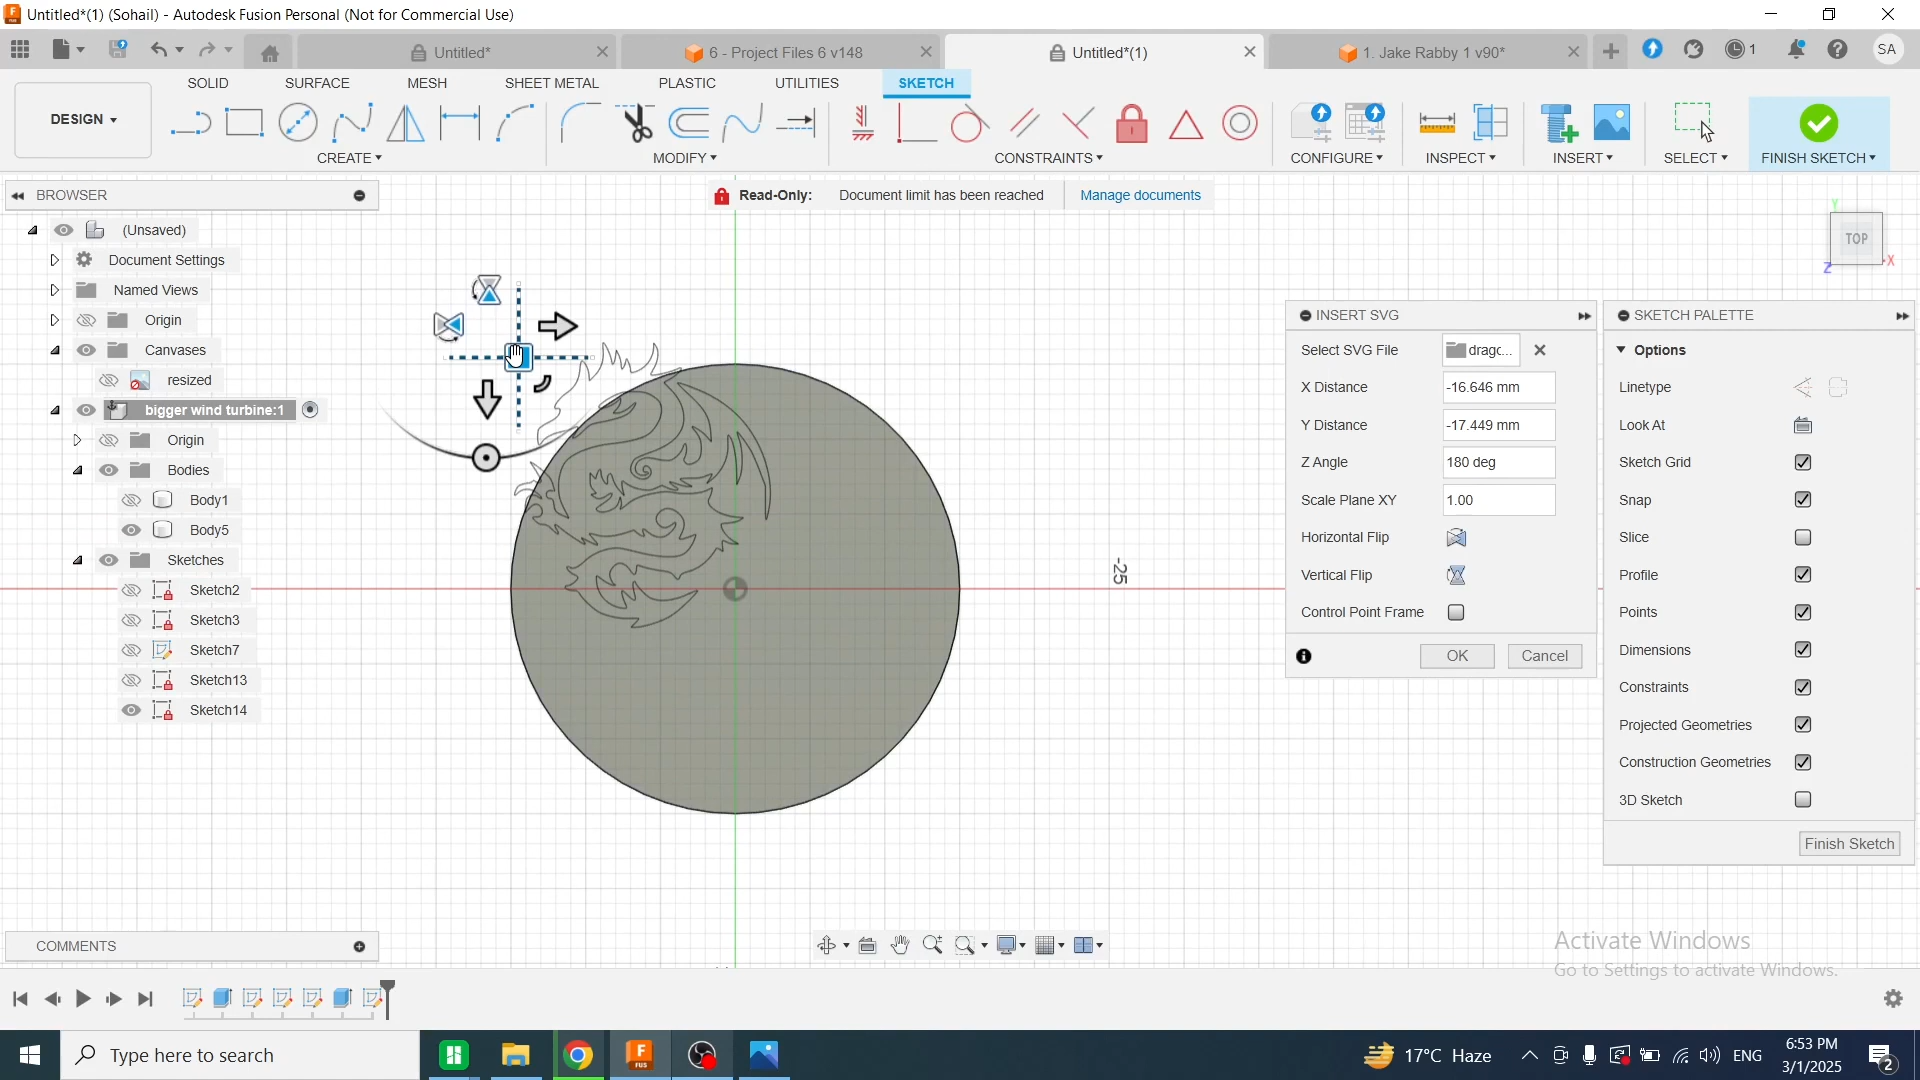 Untitled*(1) (Sohail) - Autodesk Fusion Personal (Not for Commercial Use)
Untitled*
6 - Project Files 6 v148
Untitled*(1)
1. Jake Rabby 1 v90*
1
SA
DESIGN
SOLID
SURFACE
MESH
SHEET METAL
PLASTIC
UTILITIES
SKETCH
CREATE
MODIFY
CONSTRAINTS
CONFIGURE
INSPECT
INSERT
SELECT
FINISH SKETCH
BROWSER
Read-Only: Document limit has been reached Manage documents
(Unsaved)
Document Settings
Named Views
Origin
Canvases
resized
bigger wind turbine:1
Origin
Bodies
Body1
Body5
Sketches
Sketch2
Sketch3
Sketch7
Sketch13
Sketch14
Y
TOP
X
Z
-25
INSERT SVG
Select SVG File dragc...
X Distance -16.646 mm
Y Distance -17.449 mm
Z Angle 180 deg
Scale Plane XY 1.00
Horizontal Flip
Vertical Flip
Control Point Frame
OK Cancel
SKETCH PALETTE
Options
Linetype
Look At
Sketch Grid
Snap
Slice
Profile
Points
Dimensions
Constraints
Projected Geometries
Construction Geometries
3D Sketch
Finish Sketch
COMMENTS
Activate Windows
Go to Settings to activate Windows.
Type here to search
F
FUS
17°C Haze
ENG
6:53 PM
3/1/2025
2